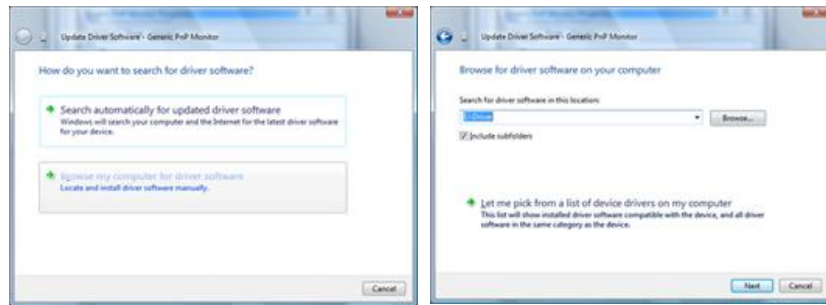 Update Driver Software - Generic PnP Monitor
How do you want to search for driver software?
Search automatically for updated driver software
Windows will search your computer and the Internet for the latest driver software
for your device.
Browse my computer for driver software
Locate and install driver software manually.
Cancel
Update Driver Software - Generic PnP Monitor
Browse for driver software on your computer
Search for driver software in this location:
Browse...
Include subfolders
Let me pick from a list of device drivers on my computer
This list will show installed driver software compatible with the device, and all driver
software in the same category as the device.
Next
Cancel